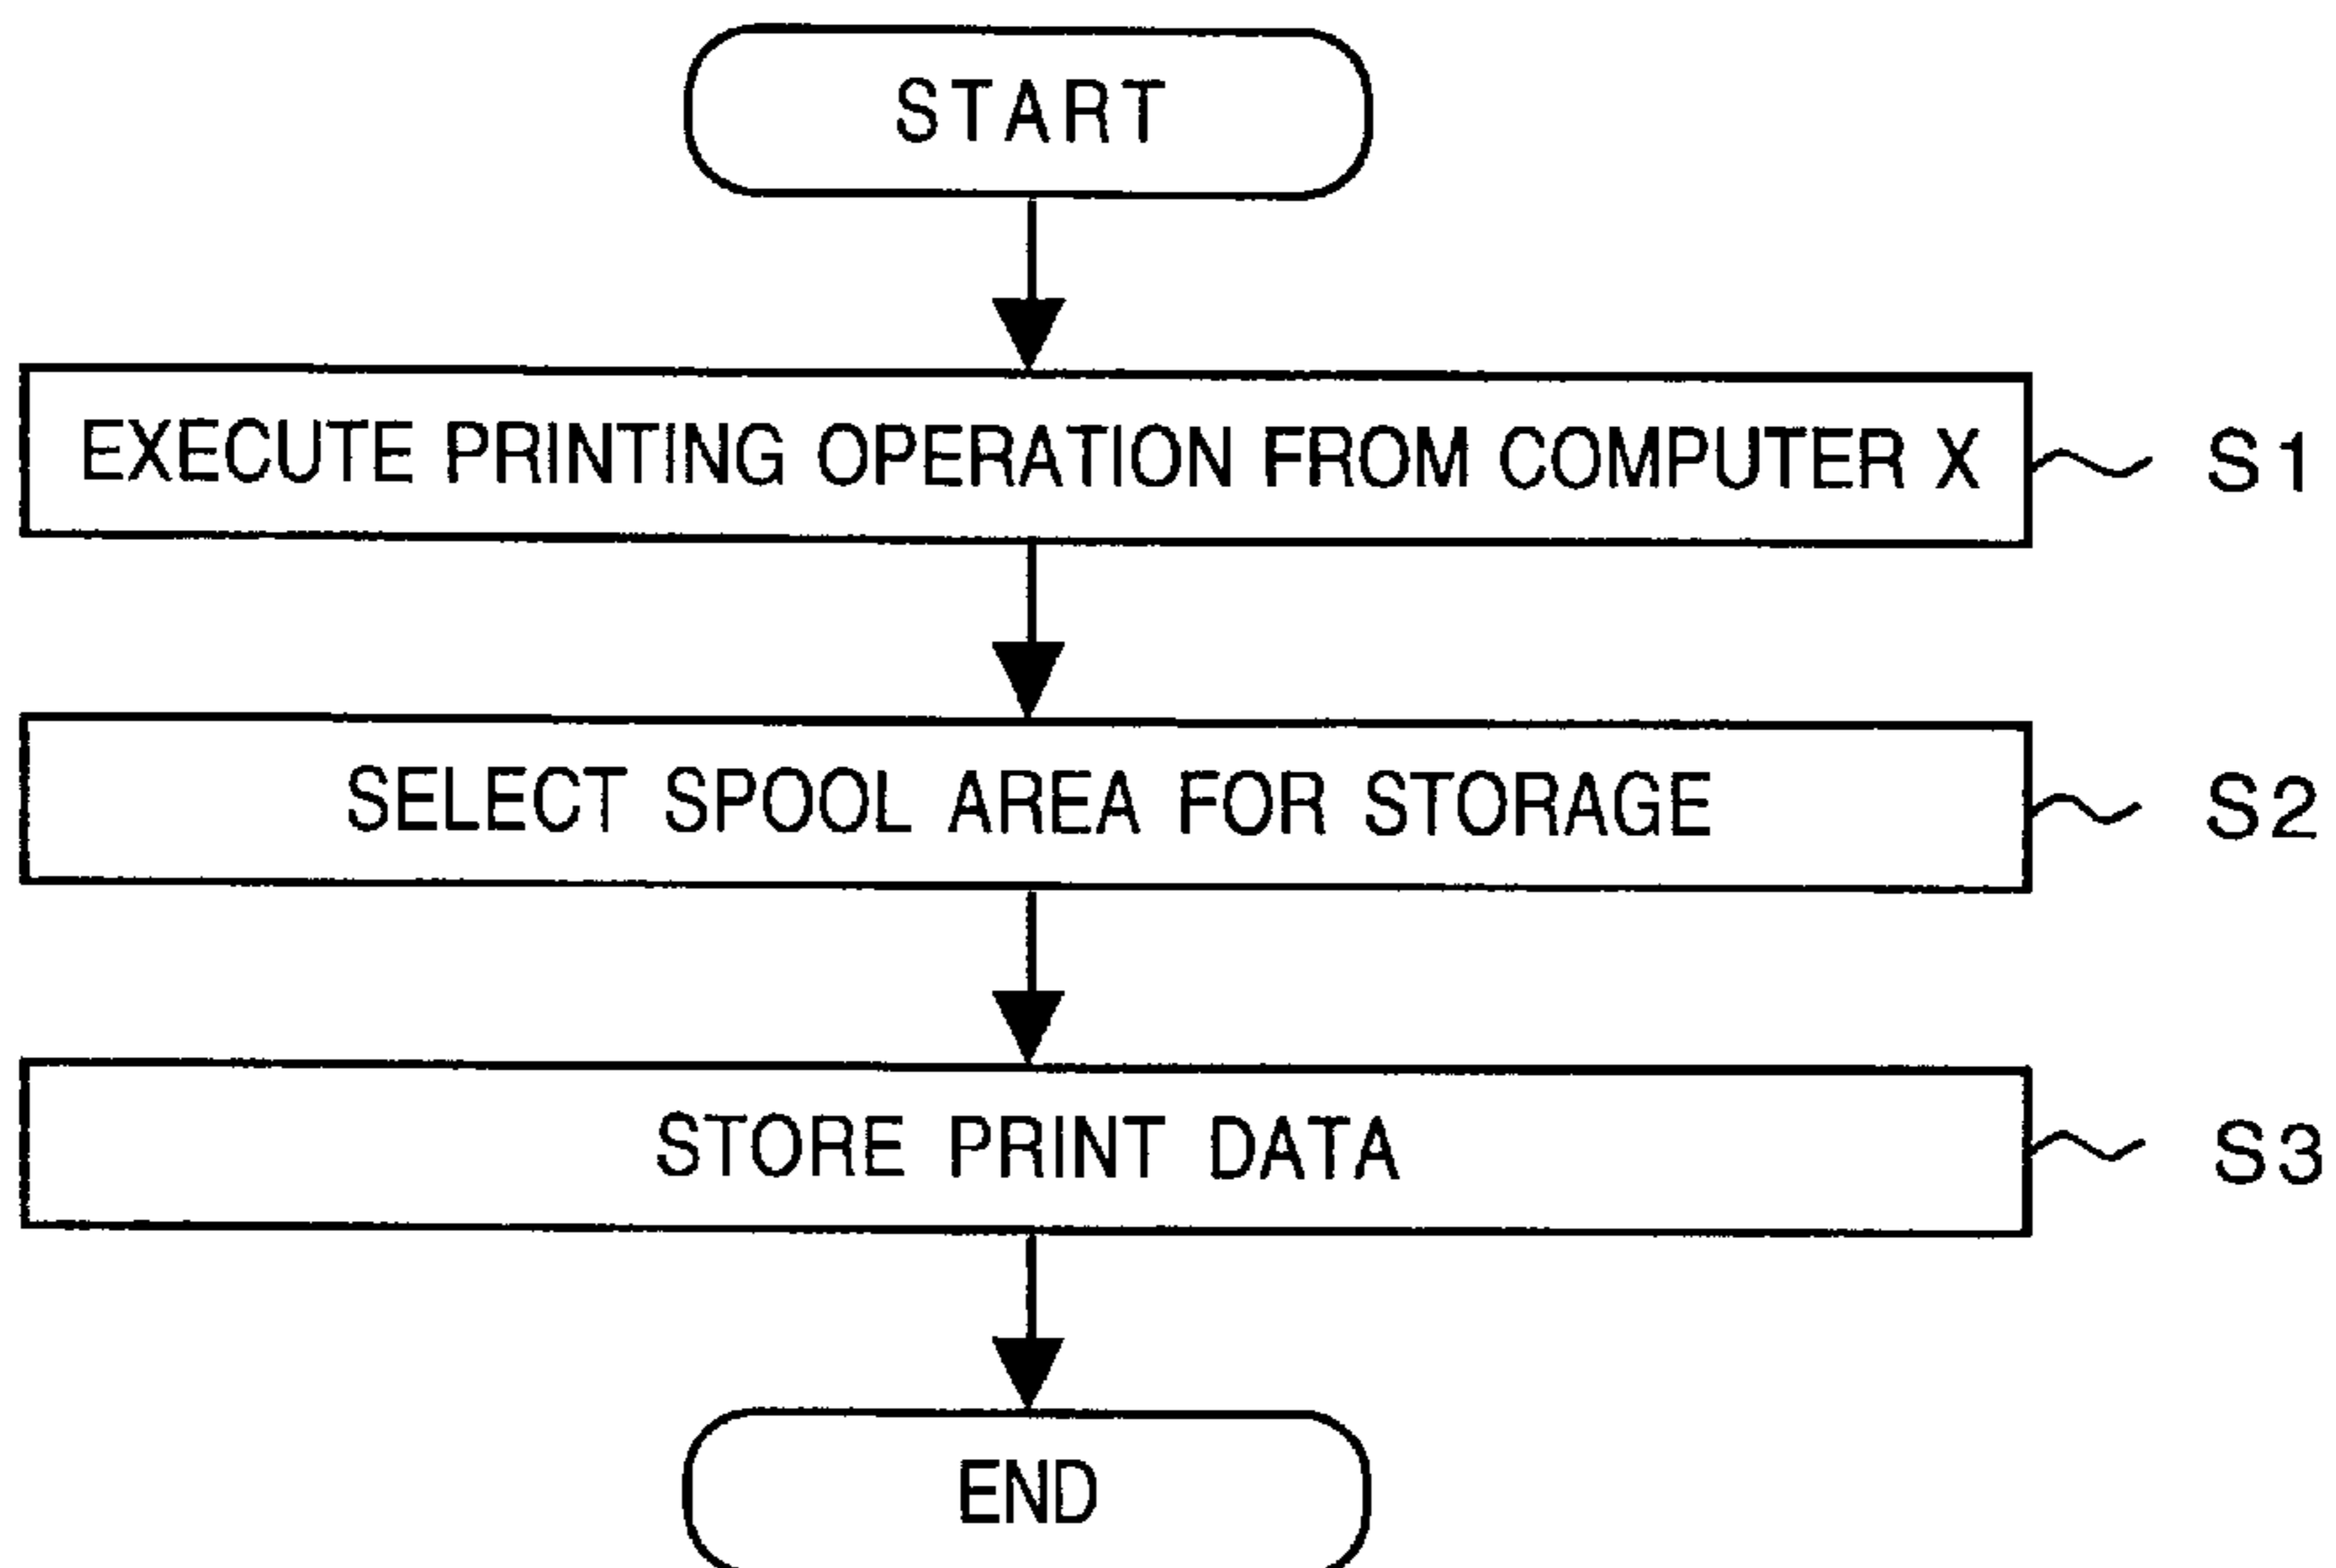 START
EXECUTE PRINTING OPERATION FROM COMPUTER X
S1
SELECT SPOOL AREA FOR STORAGE
S2
STORE PRINT DATA
S3
END